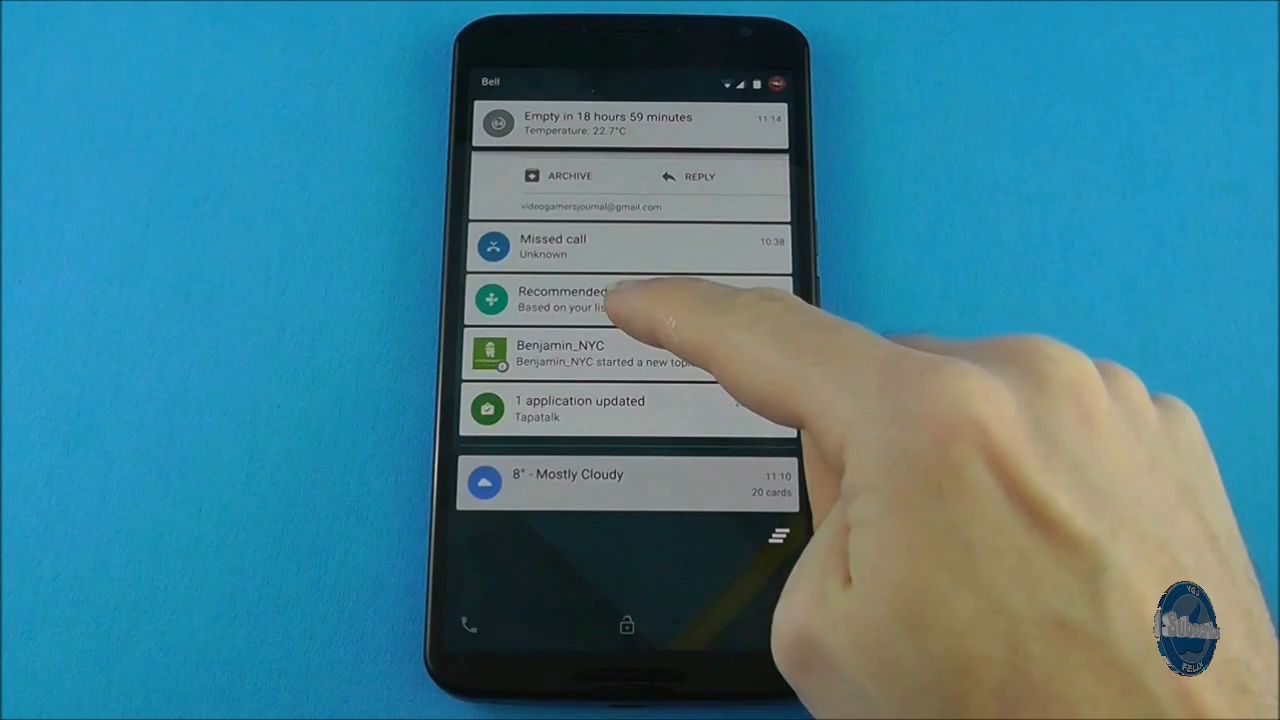 Bell
Empty in 18 hours 59 minutes
11:14
Temperature: 22.7°C
ARCHIVE
REPLY
videogamersjournal@gmail.com
Missed call
10:38
Unknown
Recommended
Based on your
Benjamin_NYC
Benjamin_NYC started a new
1 application updated
Tapatalk
8° - Mostly Cloudy
11:10
20 cards
VGJ
FELIX